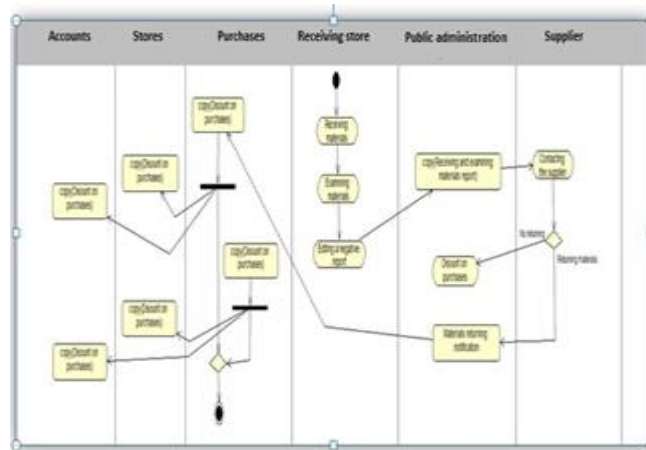 Accounts
Stores
Purchases
Receiving store
Public administration
Supplier
copy(Discount on
purchases)
copy(Discount on
purchases)
copy(Discount on
purchases)
copy(Discount on
purchases)
copy(Discount on
purchases)
copy(Discount on
purchases)
Receiving
materials
Examining
materials
Editing a negative
report
copy(Receiving and examining
materials report)
Contacting
the supplier
No returning
Returning materials
Discount on
purchases
Materials returning
notification